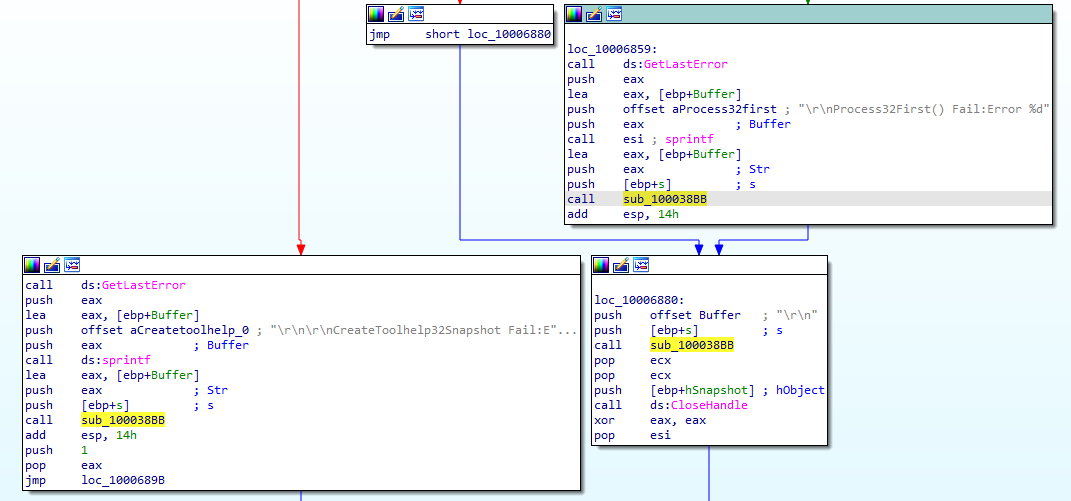 jmp     short loc_10006880
loc_10006859:
call    ds:GetLastError
push    eax
lea     eax, [ebp+Buffer]
push    offset aProcess32first ; "\r\nProcess32First() Fail:Error %d"
push    eax             ; Buffer
call    esi ; sprintf
lea     eax, [ebp+Buffer]
push    eax             ; Str
push    [ebp+s]         ; s
call    sub_100038BB
add     esp, 14h
call    ds:GetLastError
push    eax
lea     eax, [ebp+Buffer]
push    offset aCreatetoolhelp_0 ; "\r\n\r\nCreateToolhelp32Snapshot Fail:E"...
push    eax             ; Buffer
call    ds:sprintf
lea     eax, [ebp+Buffer]
push    eax             ; Str
push    [ebp+s]         ; s
call    sub_100038BB
add     esp, 14h
push    1
pop     eax
jmp     loc_1000689B
loc_10006880:
push    offset Buffer   ; "\r\n"
push    [ebp+s]         ; s
call    sub_100038BB
pop     ecx
pop     ecx
push    [ebp+hSnapshot] ; hObject
call    ds:CloseHandle
xor     eax, eax
pop     esi